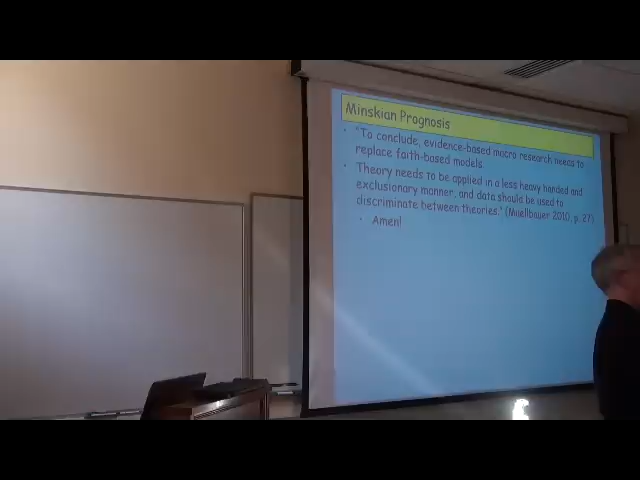 Minskian Prognosis
• "To conclude, evidence-based macro research needs to
replace faith-based models.
• Theory needs to be applied in a less heavy handed and
exclusionary manner, and data should be used to
discriminate between theories." (Muellbauer 2010, p. 27)
• Amen!